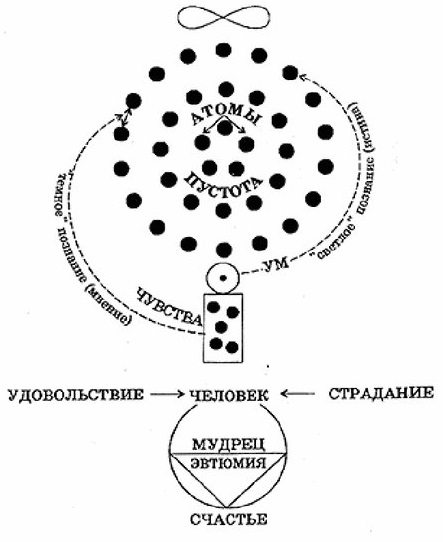 АТОМЫ
ПУСТОТА
"темное" познание (мнение)
"светлое" познание (истина)
УМ
ЧУВСТВА
УДОВОЛЬСТВИЕ
ЧЕЛОВЕК
СТРАДАНИЕ
МУДРЕЦ
ЭВТЮМИЯ
СЧАСТЬЕ